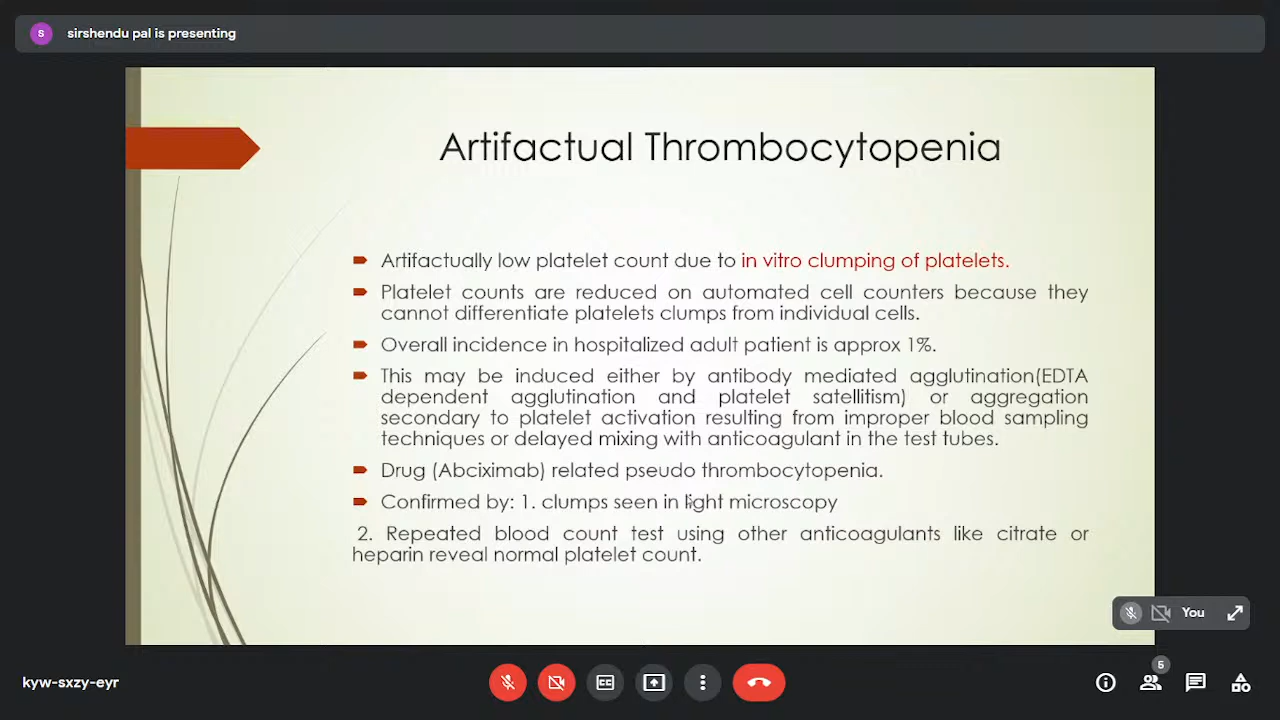 S
sirshendu pal is presenting
Artifactual Thrombocytopenia
Artifactually low platelet count due to in vitro clumping of platelets.
Platelet counts are reduced on automated cell counters because they
cannot differentiate platelets clumps from individual cells.
Overall incidence in hospitalized adult patient is approx 1%.
This may be induced either by antibody mediated agglutination(EDTA
dependent agglutination and platelet satellitism) or aggregation
secondary to platelet activation resulting from improper blood sampling
techniques or delayed mixing with anticoagulant in the test tubes.
Drug (Abciximab) related pseudo thrombocytopenia.
Confirmed by: 1. clumps seen in light microscopy
2. Repeated blood count test using other anticoagulants like citrate or
heparin reveal normal platelet count.
You
kyw-sxzy-eyr
CC
5